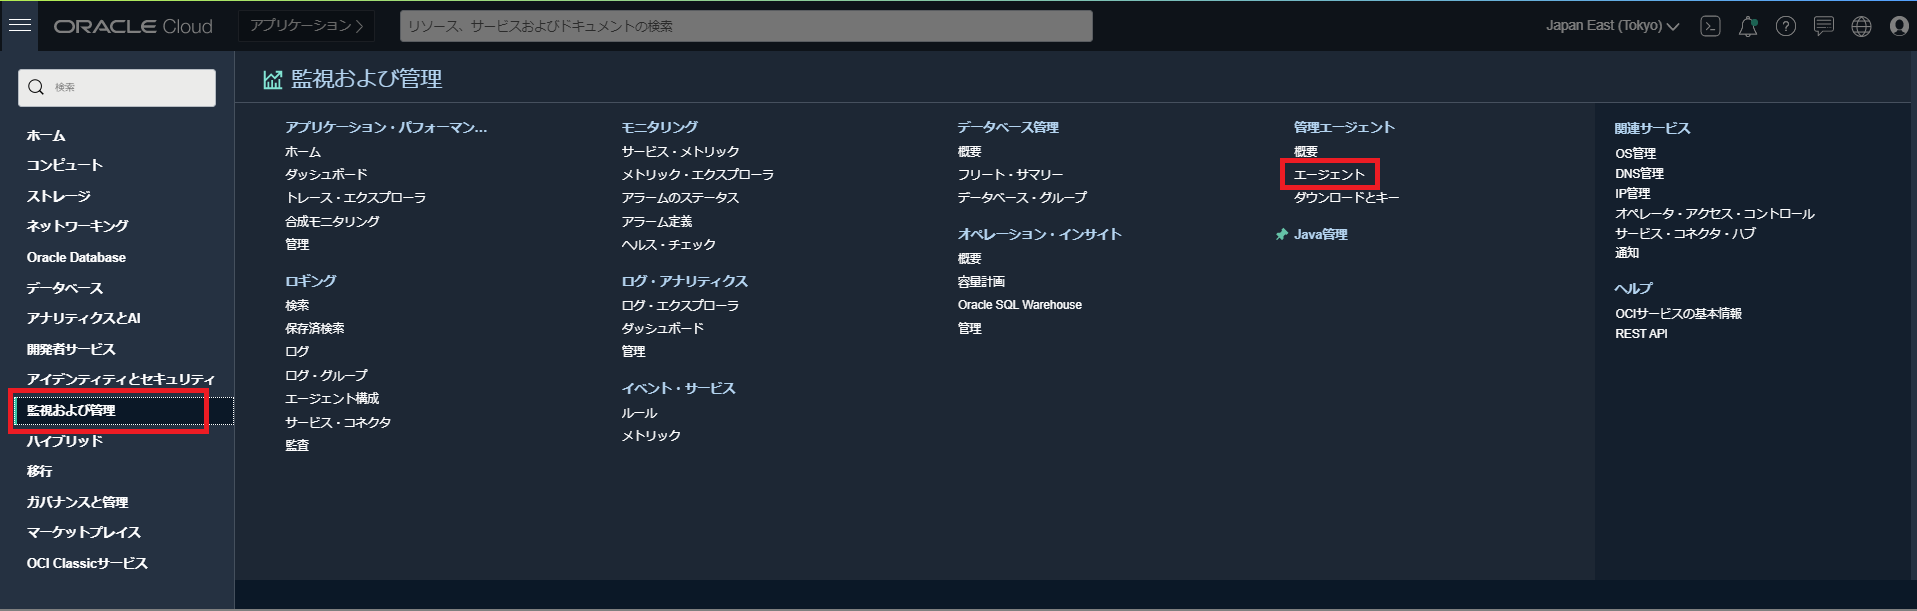 ORACLE Cloud
アプリケーション
リソース、サービスおよびドキュメントの検索
Japan East (Tokyo)
検索
ホーム
コンピュート
ストレージ
ネットワーキング
Oracle Database
データベース
アナリティクスとAI
開発者サービス
アイデンティティとセキュリティ
監視および管理
ハイブリッド
移行
ガバナンスと管理
マーケットプレイス
OCI Classicサービス
監視および管理
アプリケーション・パフォーマン...
ホーム
ダッシュボード
トレース・エクスプローラ
合成モニタリング
管理
ロギング
検索
保存済検索
ログ
ログ・グループ
エージェント構成
サービス・コネクタ
監査
モニタリング
サービス・メトリック
メトリック・エクスプローラ
アラームのステータス
アラーム定義
ヘルス・チェック
ログ・アナリティクス
ログ・エクスプローラ
ダッシュボード
管理
イベント・サービス
ルール
メトリック
データベース管理
概要
フリート・サマリー
データベース・グループ
オペレーション・インサイト
概要
容量計画
Oracle SQL Warehouse
管理
管理エージェント
概要
エージェント
ダウンロードとキー
Java管理
関連サービス
OS管理
DNS管理
IP管理
オペレータ・アクセス・コントロール
サービス・コネクタ・ハブ
通知
ヘルプ
OCIサービスの基本情報
REST API